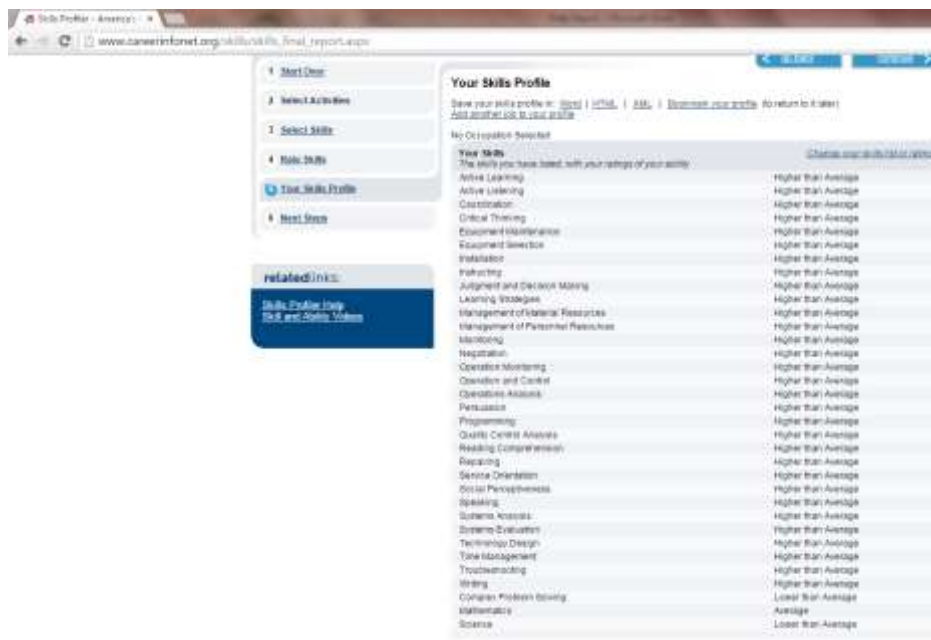 Skills Profiler - America's
www.careerinfonet.org/skills/skills_final_report.aspx
1 Start Over
2 Select Activities
3 Select Skills
4 Rate Skills
Your Skills Profile
6 Next Steps
relatedlinks:
Skills Profiler Help
Skill and Ability Videos
Your Skills Profile
Save your skills profile in: Word | HTML | XML | Bookmark your profile (to return to it later)
Add another job to your profile
No Occupation Selected
Your Skills
The skills you have listed, with your ratings of your ability
Change your skills list or rating
Active Learning Higher than Average
Active Listening Higher than Average
Coordination Higher than Average
Critical Thinking Higher than Average
Equipment Maintenance Higher than Average
Equipment Selection Higher than Average
Installation Higher than Average
Instructing Higher than Average
Judgment and Decision Making Higher than Average
Learning Strategies Higher than Average
Management of Material Resources Higher than Average
Management of Personnel Resources Higher than Average
Monitoring Higher than Average
Negotiation Higher than Average
Operation Monitoring Higher than Average
Operation and Control Higher than Average
Operations Analysis Higher than Average
Persuasion Higher than Average
Programming Higher than Average
Quality Control Analysis Higher than Average
Reading Comprehension Higher than Average
Repairing Higher than Average
Service Orientation Higher than Average
Social Perceptiveness Higher than Average
Speaking Higher than Average
Systems Analysis Higher than Average
Systems Evaluation Higher than Average
Technology Design Higher than Average
Time Management Higher than Average
Troubleshooting Higher than Average
Writing Higher than Average
Complex Problem Solving Lower than Average
Mathematics Average
Science Lower than Average